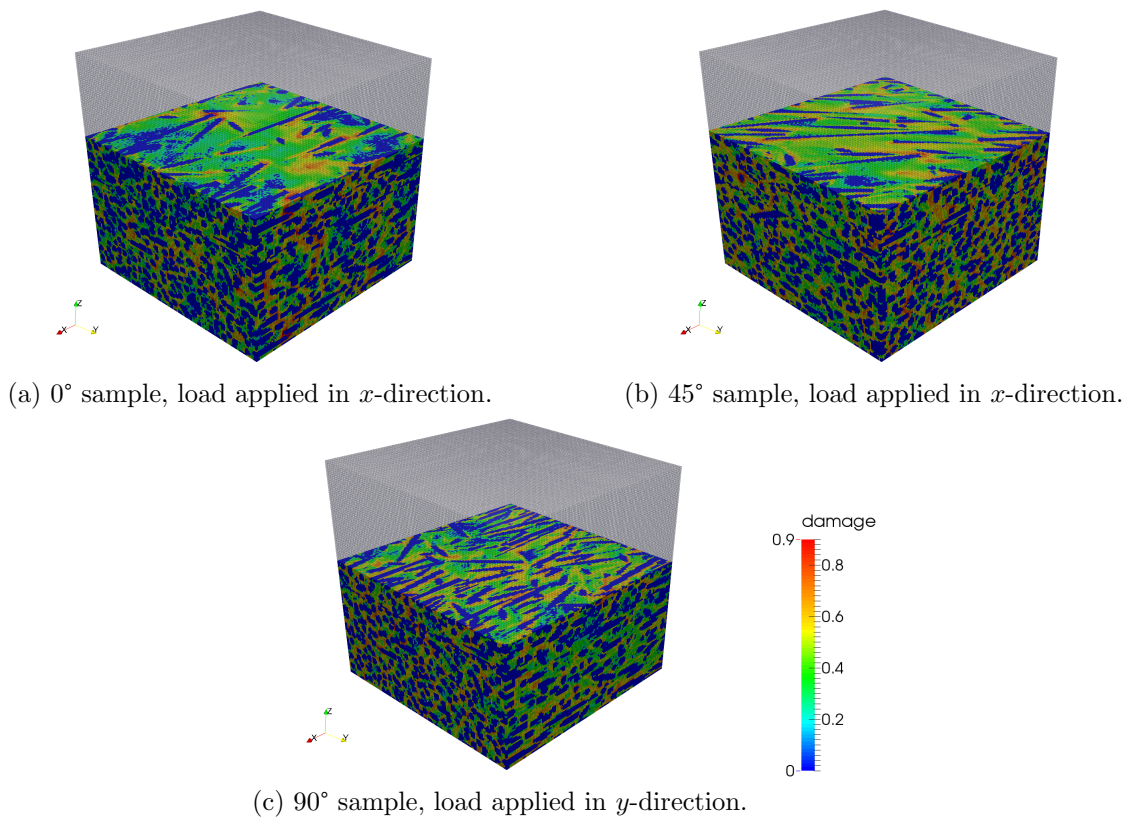 Z
X
Y
Z
X
Y
(a) 0° sample, load applied in x-direction.
(b) 45° sample, load applied in x-direction.
damage
0.9
0.8
0.6
0.4
0.2
0
Z
X
Y
(c) 90° sample, load applied in y-direction.